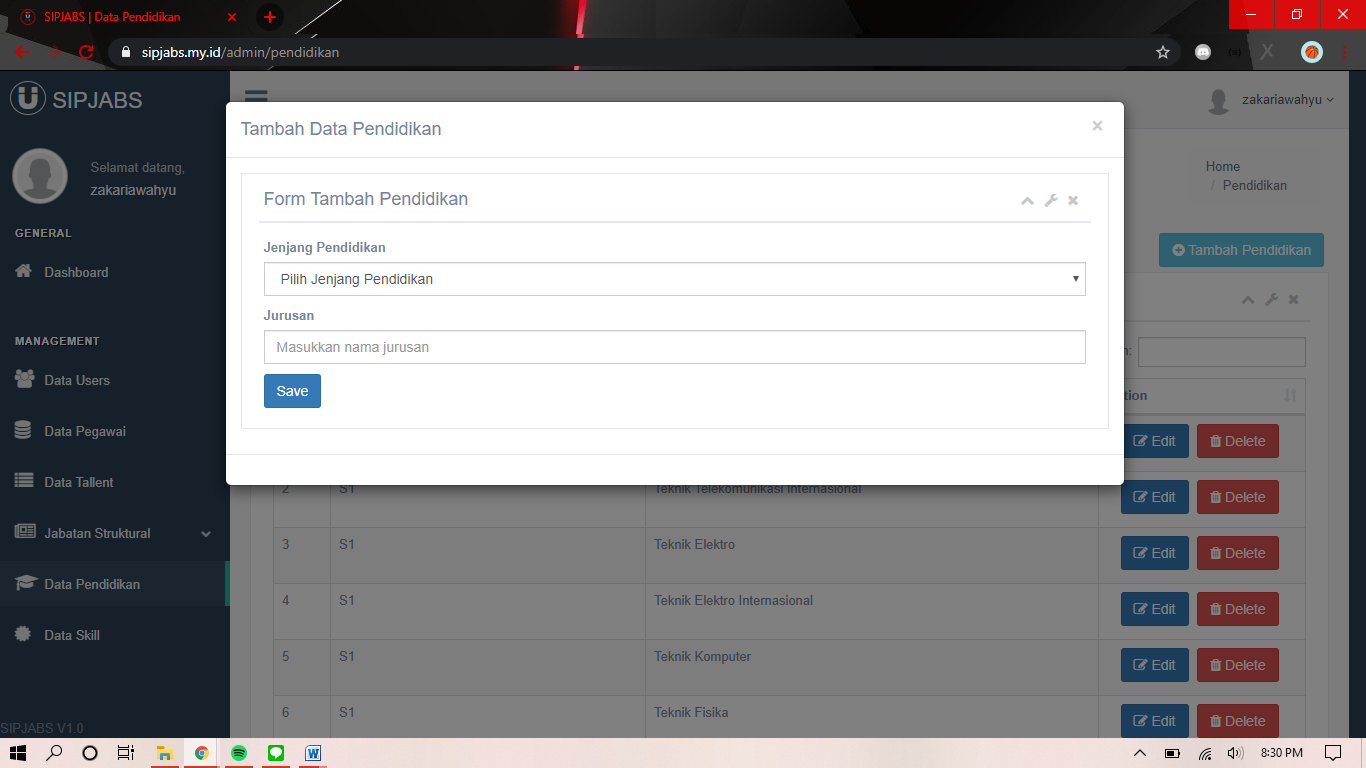 SIPJABS | Data Pendidikan
sipjabs.my.id/admin/pendidikan
SIPJABS
zakariawahyu
Selamat datang,
zakariawahyu
GENERAL
Dashboard
MANAGEMENT
Data Users
Data Pegawai
Data Tallent
Jabatan Struktural
Data Pendidikan
Data Skill
SIPJABS V1.0
Home
/ Pendidikan
Tambah Pendidikan
Tambah Data Pendidikan
Form Tambah Pendidikan
Jenjang Pendidikan
Pilih Jenjang Pendidikan
Jurusan
Masukkan nama jurusan
Save
Edit Delete
2 S1 Teknik Telekomunikasi Internasional Edit Delete
3 S1 Teknik Elektro Edit Delete
4 S1 Teknik Elektro Internasional Edit Delete
5 S1 Teknik Komputer Edit Delete
6 S1 Teknik Fisika Edit Delete
8:30 PM